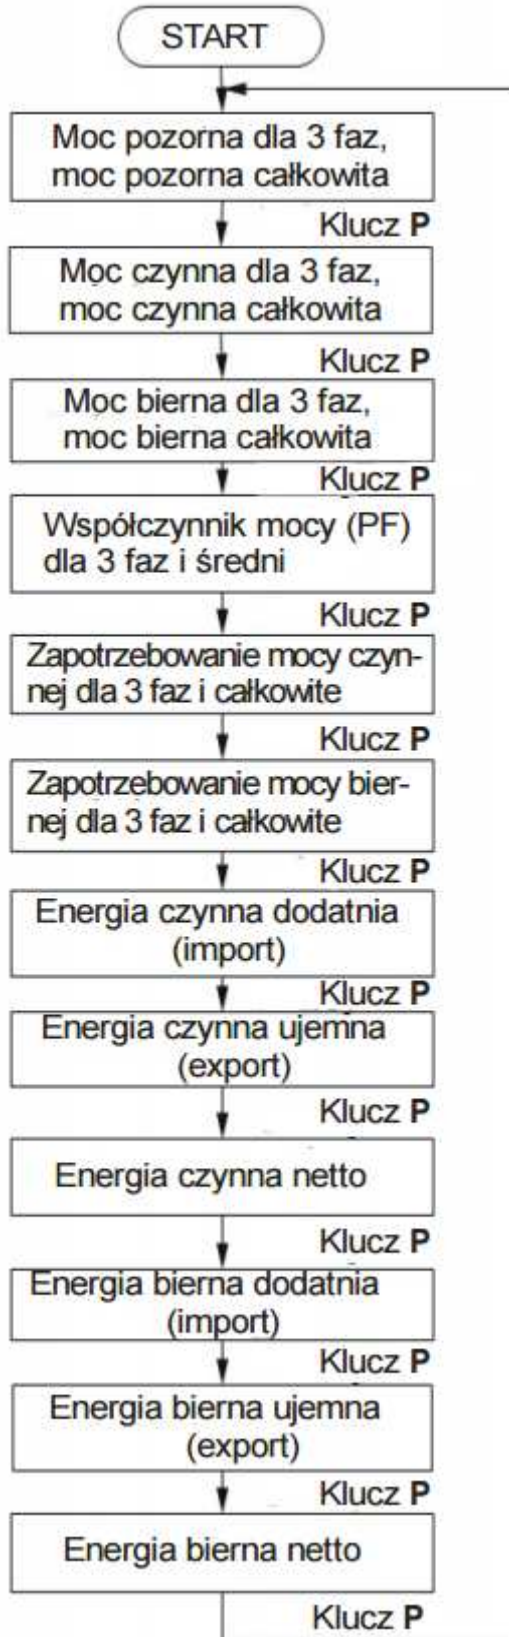 START
Moc pozorna dla 3 faz,
moc pozorna całkowita
Klucz P
Moc czynna dla 3 faz,
moc czynna całkowita
Klucz P
Moc bierna dla 3 faz,
moc bierna całkowita
Klucz P
Współczynnik mocy (PF)
dla 3 faz i średni
Klucz P
Zapotrzebowanie mocy czyn-
nej dla 3 faz i całkowite
Klucz P
Zapotrzebowanie mocy bier-
nej dla 3 faz i całkowite
Klucz P
Energia czynna dodatnia
(import)
Klucz P
Energia czynna ujemna
(export)
Klucz P
Energia czynna netto
Klucz P
Energia bierna dodatnia
(import)
Klucz P
Energia bierna ujemna
(export)
Klucz P
Energia bierna netto
Klucz P